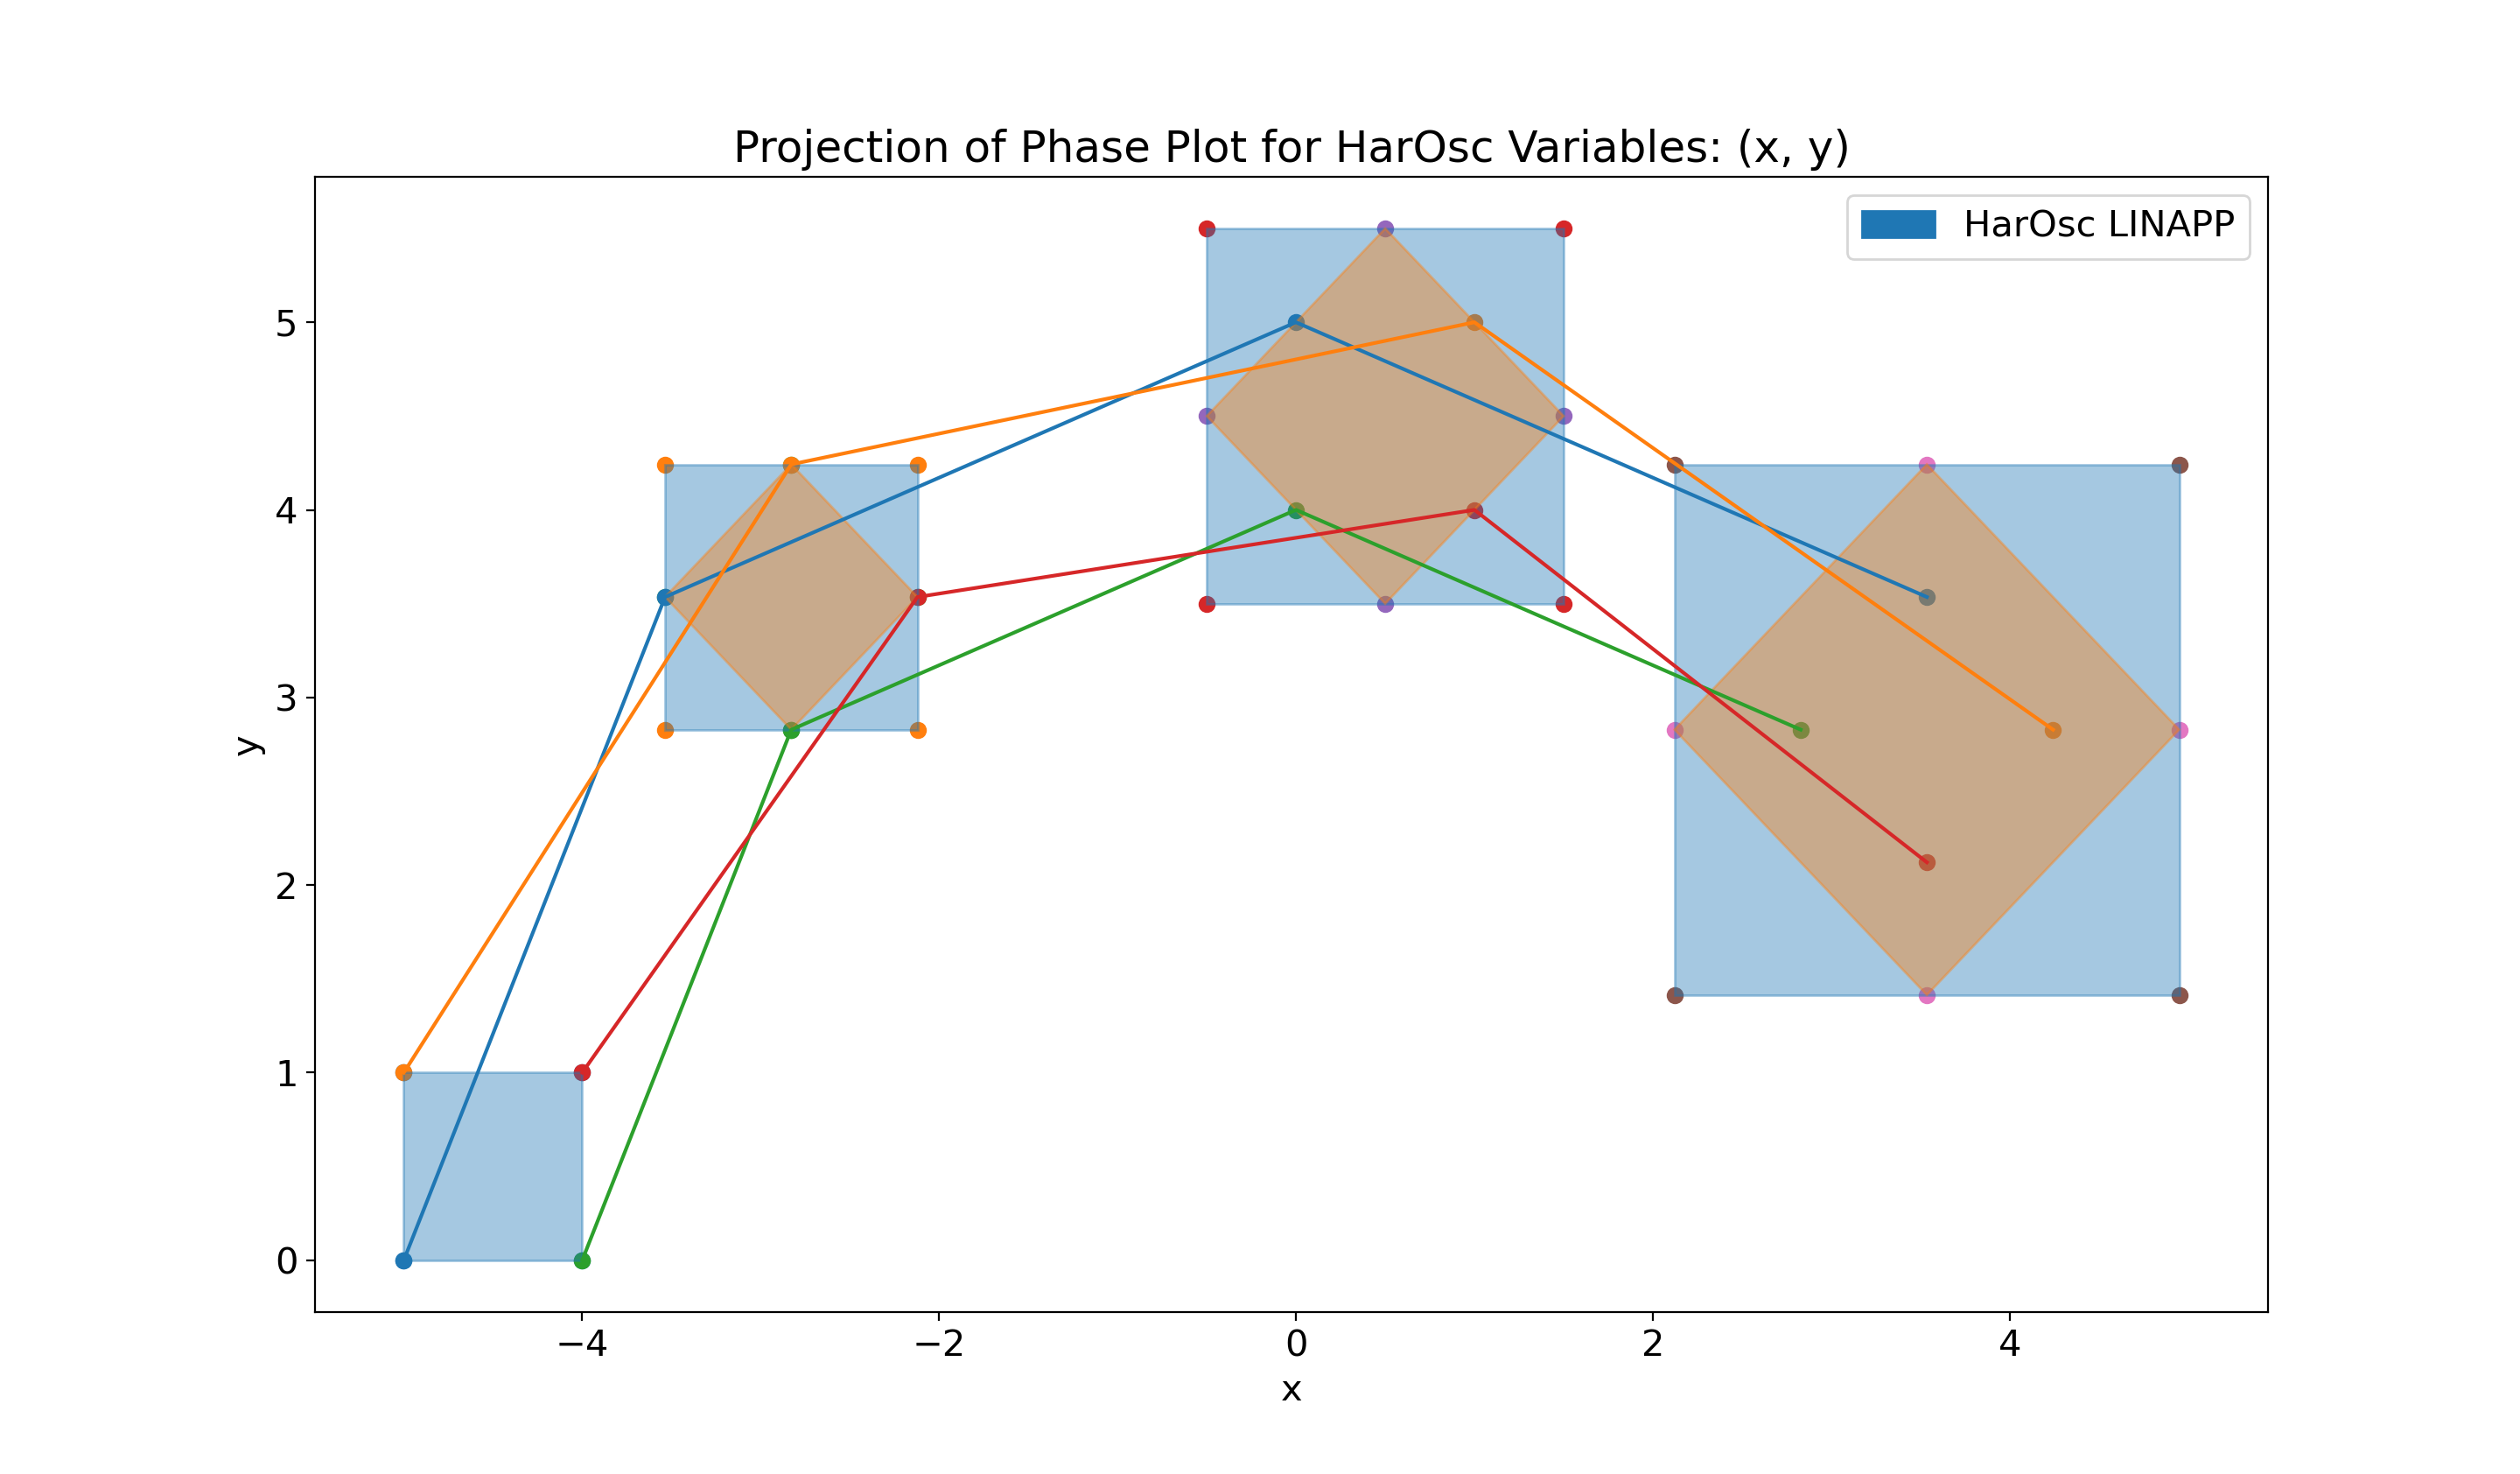 Projection of Phase Plot for HarOsc Variables: (x, y)
HarOsc LINAPP
5
4
3
2
1
0
y
−4 −2 0 2 4
x